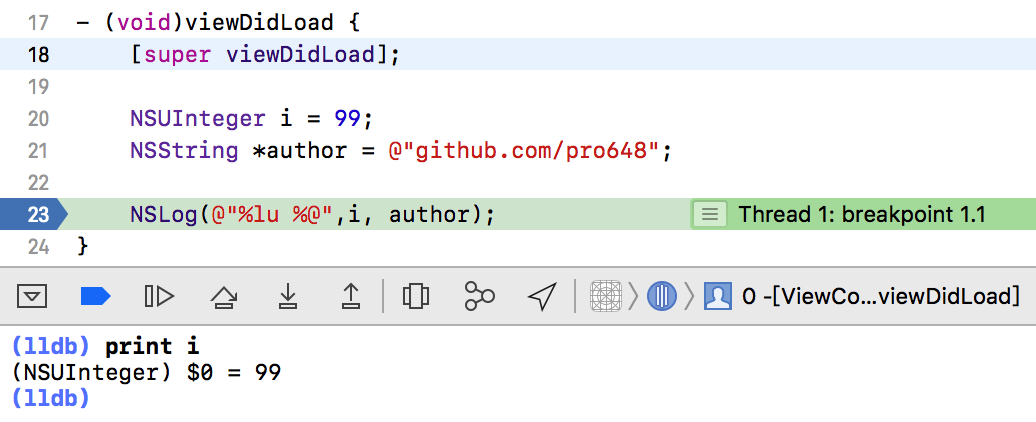 17 - (void)viewDidLoad {
18 [super viewDidLoad];
19
20 NSUInteger i = 99;
21 NSString *author = @"github.com/pro648";
22
23 NSLog(@"%lu %@",i, author); Thread 1: breakpoint 1.1
24 }
0 -[ViewCo...viewDidLoad]
(lldb) print i
(NSUInteger) $0 = 99
(lldb)